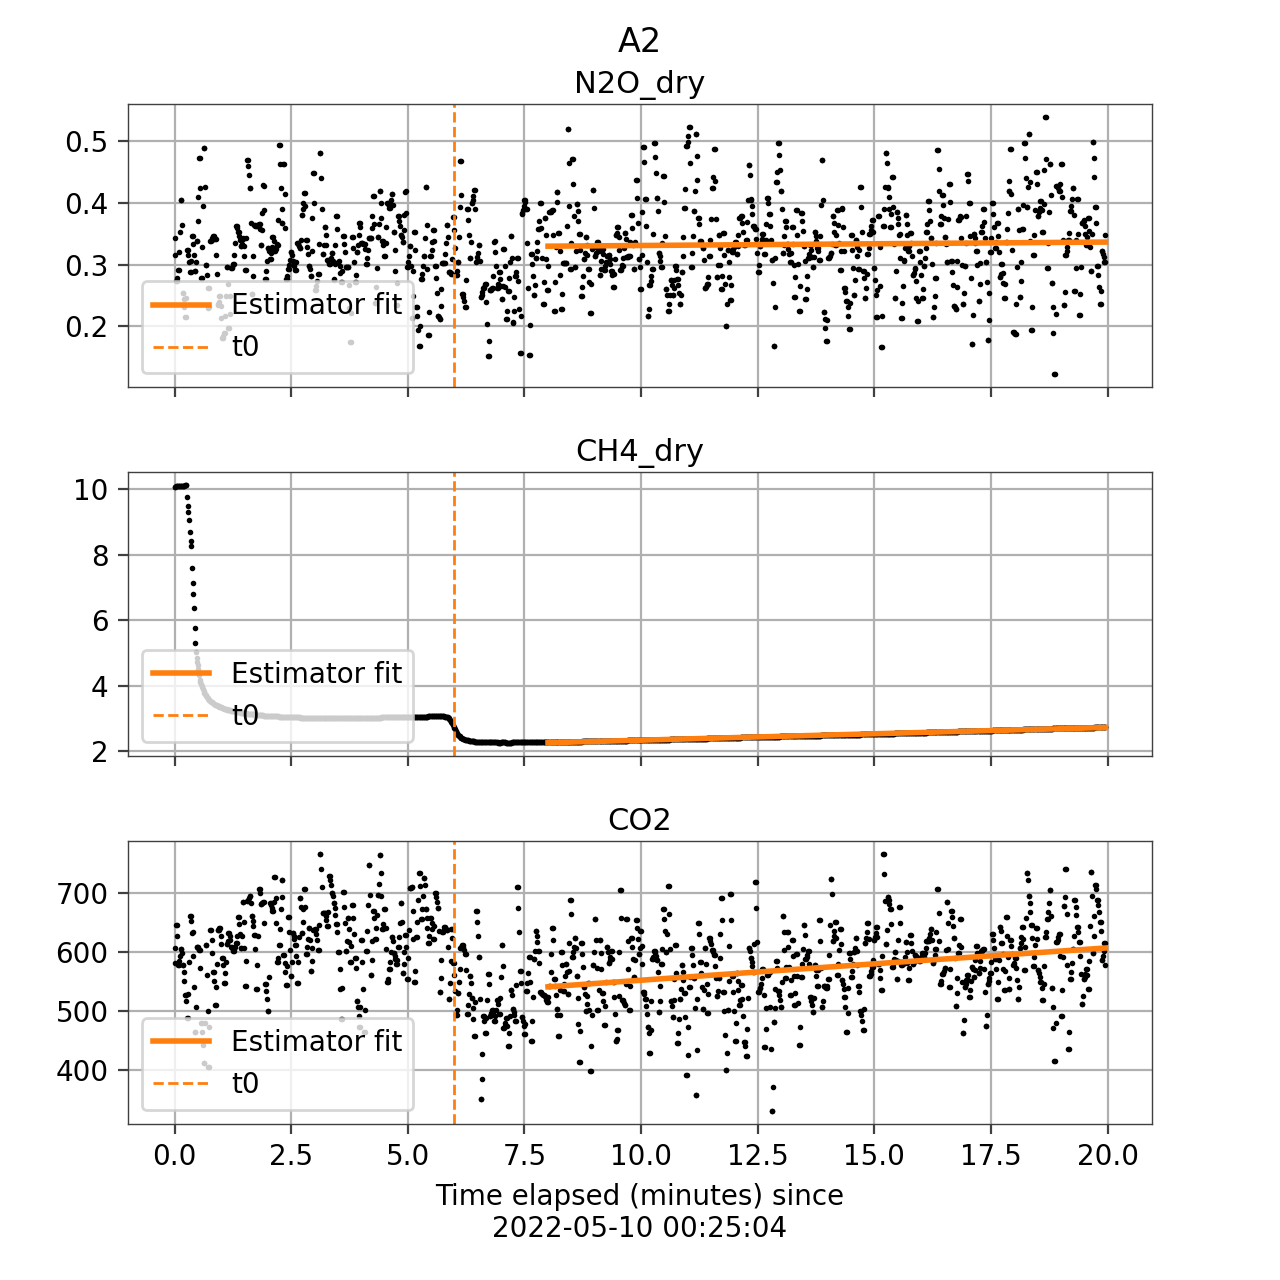 A2
N2O_dry
0.5
0.4
0.3
0.2
Estimator fit
t0
CH4_dry
10
8
6
4
2
Estimator fit
t0
CO2
700
600
500
400
Estimator fit
t0
0.0 2.5 5.0 7.5 10.0 12.5 15.0 17.5 20.0
Time elapsed (minutes) since
2022-05-10 00:25:04